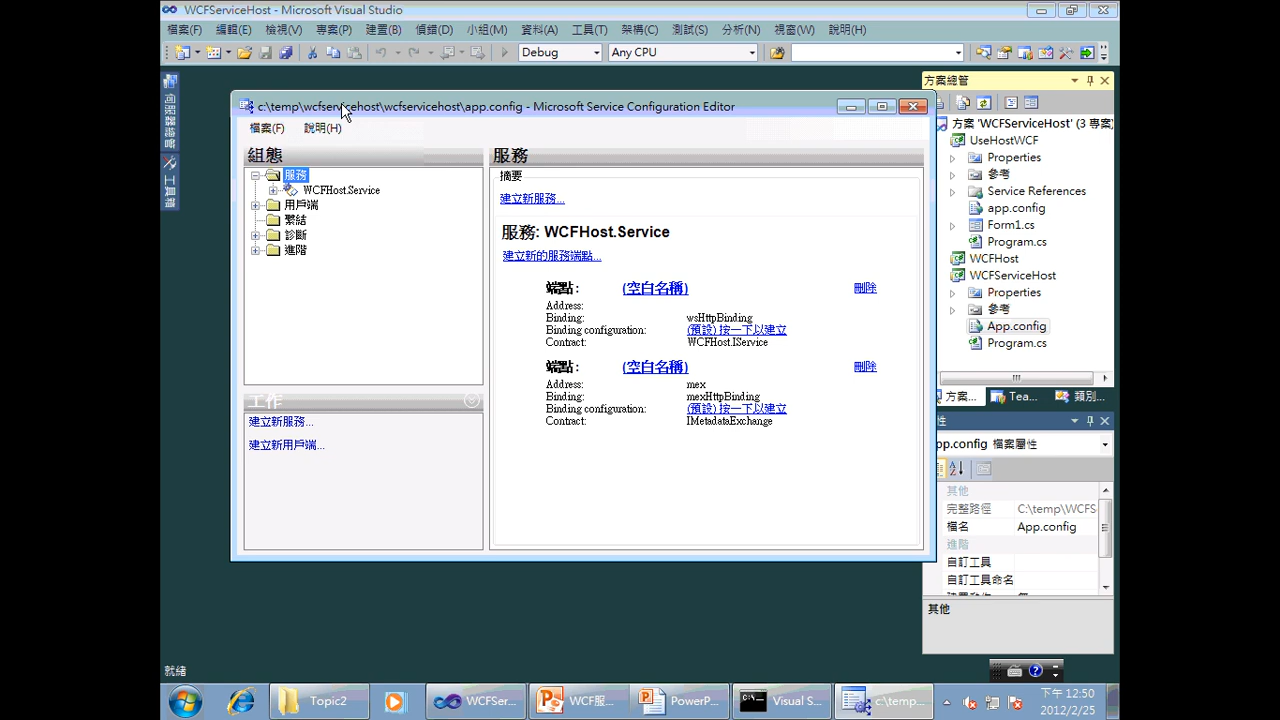 WCFServiceHost - Microsoft Visual Studio
檔案(F) 編輯(E) 檢視(V) 專案(P) 建置(B) 偵錯(D) 小組(M) 資料(A) 工具(T) 架構(C) 測試(S) 分析(N) 視窗(W) 說明(H)
Debug Any CPU
伺服器總管
工具箱
c:\temp\wcfservicehost\wcfservicehost\app.config - Microsoft Service Configuration Editor
檔案(F) 說明(H)
組態
服務
WCFHost.Service
用戶端
繫結
診斷
進階
工作
建立新服務...
建立新用戶端...
服務
摘要
建立新服務...
服務: WCFHost.Service
建立新的服務端點...
端點: (空白名稱) 刪除
Address:
Binding: wsHttpBinding
Binding configuration: (預設) 按一下以建立
Contract: WCFHost.IService
端點: (空白名稱) 刪除
Address: mex
Binding: mexHttpBinding
Binding configuration: (預設) 按一下以建立
Contract: IMetadataExchange
方案總管
方案 'WCFServiceHost' (3 專案)
UseHostWCF
Properties
參考
Service References
app.config
Form1.cs
Program.cs
WCFHost
WCFServiceHost
Properties
參考
App.config
Program.cs
方案... Tea... 類別...
性
App.config 檔案屬性
其他
完整路徑 C:\temp\WCFS
檔名 App.config
進階
自訂工具
自訂工具命名
其他
就緒
Topic2 WCFSer... WCF服... PowerP... Visual S... c:\temp...
下午 12:50
2012/2/25